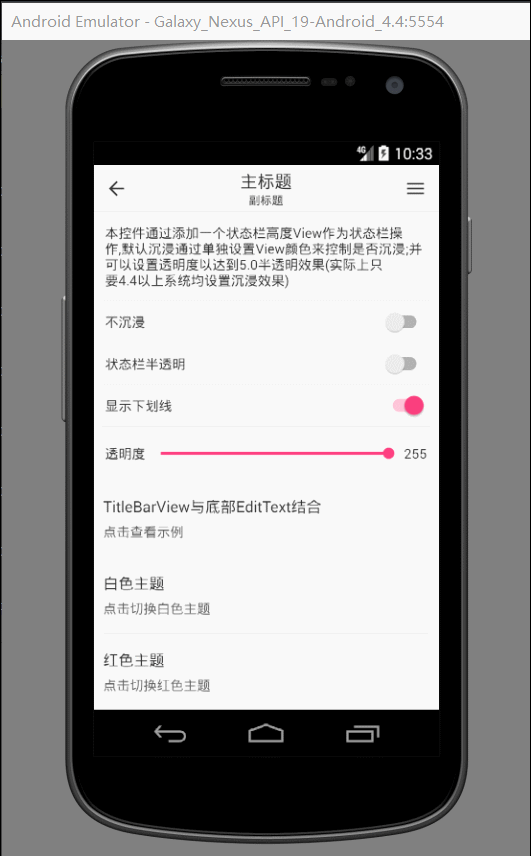 Android Emulator - Galaxy_Nexus_API_19-Android_4.4:5554
4G 10:33
主标题
副标题
本控件通过添加一个状态栏高度View作为状态栏操
作,默认沉浸通过单独设置View颜色来控制是否沉浸;并
可以设置透明度以达到5.0半透明效果(实际上只
要4.4以上系统均设置沉浸效果)
不沉浸
状态栏半透明
显示下划线
透明度 255
TitleBarView与底部EditText结合
点击查看示例
白色主题
点击切换白色主题
红色主题
点击切换红色主题